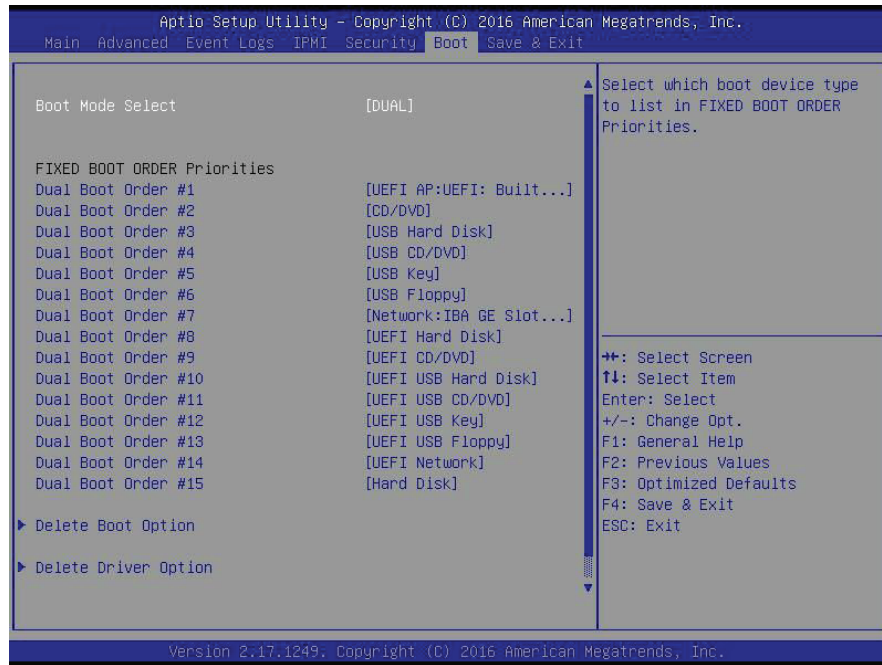 Aptio Setup Utility – Copyright (C) 2016 American Megatrends, Inc.
Main Advanced Event Logs IPMI Security Boot Save & Exit
Boot Mode Select [DUAL]
FIXED BOOT ORDER Priorities
Dual Boot Order #1 [UEFI AP:UEFI: Built...]
Dual Boot Order #2 [CD/DVD]
Dual Boot Order #3 [USB Hard Disk]
Dual Boot Order #4 [USB CD/DVD]
Dual Boot Order #5 [USB Key]
Dual Boot Order #6 [USB Floppy]
Dual Boot Order #7 [Network:IBA GE Slot...]
Dual Boot Order #8 [UEFI Hard Disk]
Dual Boot Order #9 [UEFI CD/DVD]
Dual Boot Order #10 [UEFI USB Hard Disk]
Dual Boot Order #11 [UEFI USB CD/DVD]
Dual Boot Order #12 [UEFI USB Key]
Dual Boot Order #13 [UEFI USB Floppy]
Dual Boot Order #14 [UEFI Network]
Dual Boot Order #15 [Hard Disk]
Delete Boot Option
Delete Driver Option
Select which boot device type
to list in FIXED BOOT ORDER
Priorities.
→←: Select Screen
↑↓: Select Item
Enter: Select
+/-: Change Opt.
F1: General Help
F2: Previous Values
F3: Optimized Defaults
F4: Save & Exit
ESC: Exit
Version 2.17.1249. Copyright (C) 2016 American Megatrends, Inc.